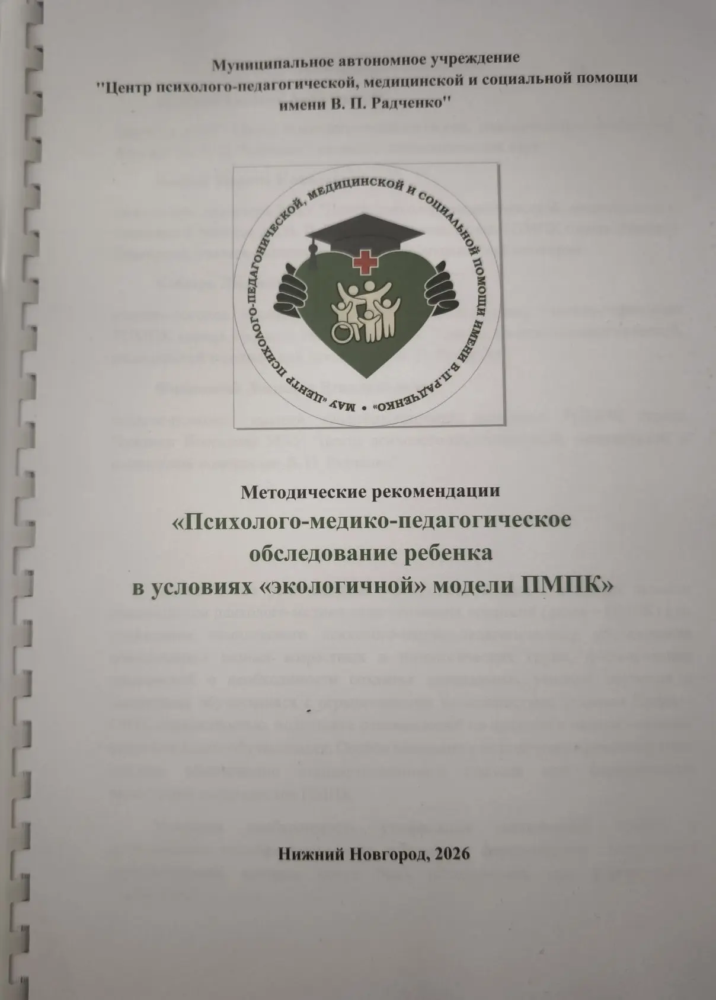 Муниципальное автономное учреждение
"Центр психолого-педагогической, медицинской и социальной помощи
имени В. П. Радченко"
МАУ "ЦЕНТР ПСИХОЛОГО-ПЕДАГОНИЧЕСКОЙ, МЕДИЦИНСКОЙ И СОЦИАЛЬНОЙ ПОМОЩИ ИМЕНИ В.П.РАДЧЕНКО" •
Методические рекомендации
«Психолого-медико-педагогическое
обследование ребенка
в условиях «экологичной» модели ПМПК»
Нижний Новгород, 2026